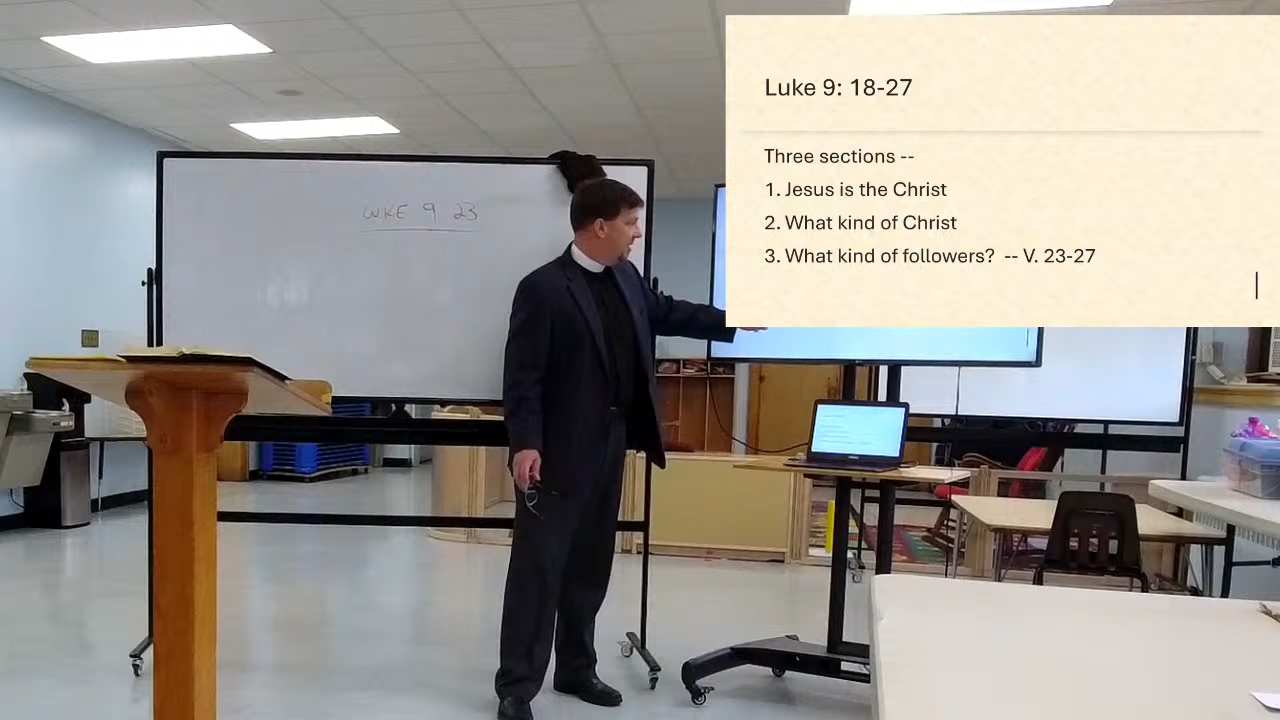 LUKE 9 23
Luke 9: 18-27
Three sections --
1. Jesus is the Christ
2. What kind of Christ
3. What kind of followers?  -- V. 23-27